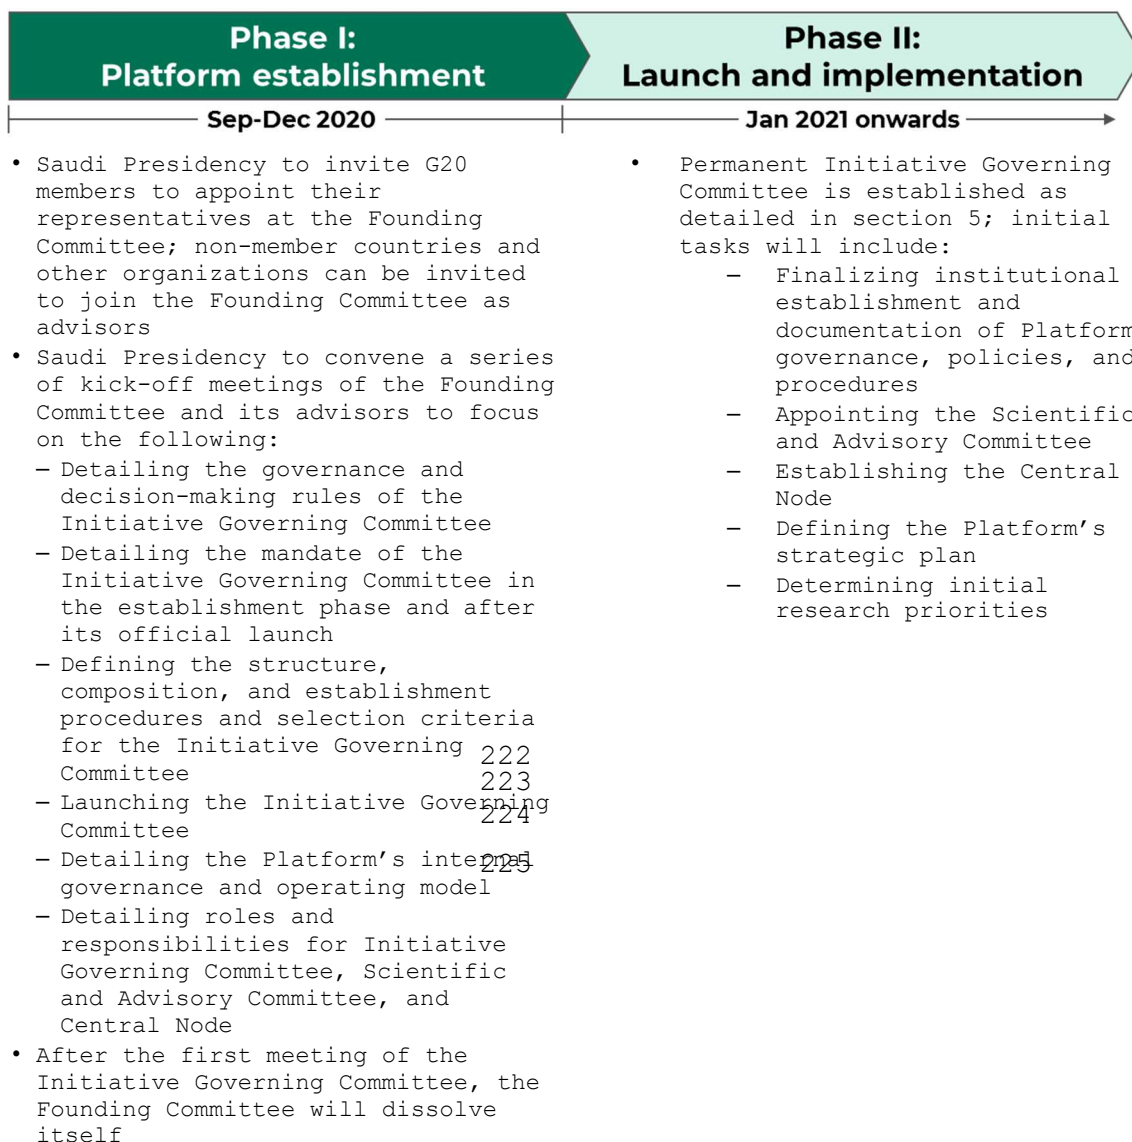 Phase I:
Platform establishment
Phase II:
Launch and implementation
Sep-Dec 2020
Jan 2021 onwards
• Saudi Presidency to invite G20
members to appoint their
representatives at the Founding
Committee; non-member countries and
other organizations can be invited
to join the Founding Committee as
advisors
• Saudi Presidency to convene a series
of kick-off meetings of the Founding
Committee and its advisors to focus
on the following:
– Detailing the governance and
decision-making rules of the
Initiative Governing Committee
– Detailing the mandate of the
Initiative Governing Committee in
the establishment phase and after
its official launch
– Defining the structure,
composition, and establishment
procedures and selection criteria
for the Initiative Governing
Committee
– Launching the Initiative Governing
Committee
– Detailing the Platform’s internal
governance and operating model
– Detailing roles and
responsibilities for Initiative
Governing Committee, Scientific
and Advisory Committee, and
Central Node
• After the first meeting of the
Initiative Governing Committee, the
Founding Committee will dissolve
itself
222
223
224
225
• Permanent Initiative Governing
Committee is established as
detailed in section 5; initial
tasks will include:
– Finalizing institutional
establishment and
documentation of Platform
governance, policies, and
procedures
– Appointing the Scientific
and Advisory Committee
– Establishing the Central
Node
– Defining the Platform’s
strategic plan
– Determining initial
research priorities